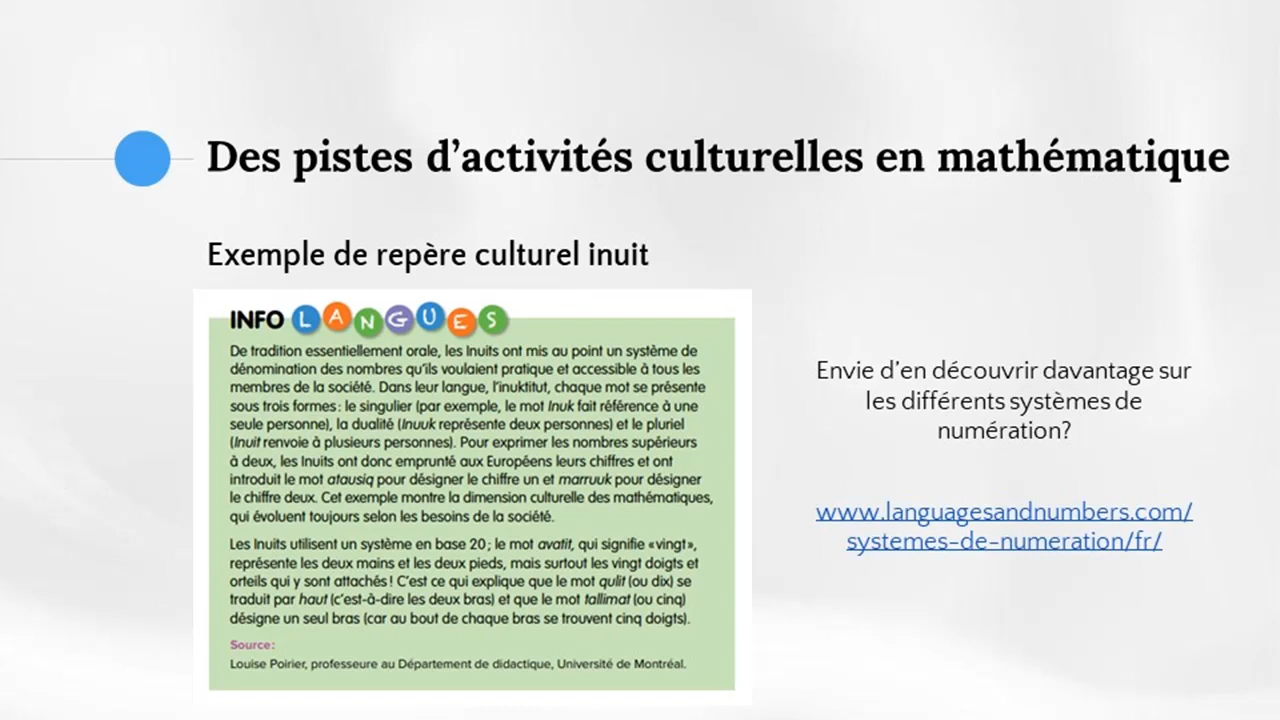 Des pistes d’activités culturelles en mathématique
Exemple de repère culturel inuit
INFO LANGUES
De tradition essentiellement orale, les Inuits ont mis au point un système de
dénomination des nombres qu’ils voulaient pratique et accessible à tous les
membres de la société. Dans leur langue, l’inuktitut, chaque mot se présente
sous trois formes : le singulier (par exemple, le mot Inuk fait référence à une
seule personne), la dualité (Inuuk représente deux personnes) et le pluriel
(Inuit renvoie à plusieurs personnes). Pour exprimer les nombres supérieurs
à deux, les Inuits ont donc emprunté aux Européens leurs chiffres et ont
introduit le mot atausiq pour désigner le chiffre un et marruuk pour désigner
le chiffre deux. Cet exemple montre la dimension culturelle des mathématiques,
qui évoluent toujours selon les besoins de la société.
Les Inuits utilisent un système en base 20 ; le mot avatit, qui signifie « vingt »,
représente les deux mains et les deux pieds, mais surtout les vingt doigts et
orteils qui y sont attachés ! C’est ce qui explique que le mot qulit (ou dix) se
traduit par haut (c’est-à-dire les deux bras) et que le mot tallimat (ou cinq)
désigne un seul bras (car au bout de chaque bras se trouvent cinq doigts).
Source :
Louise Poirier, professeure au Département de didactique, Université de Montréal.
Envie d’en découvrir davantage sur
les différents systèmes de
numération?
www.languagesandnumbers.com/
systemes-de-numeration/fr/